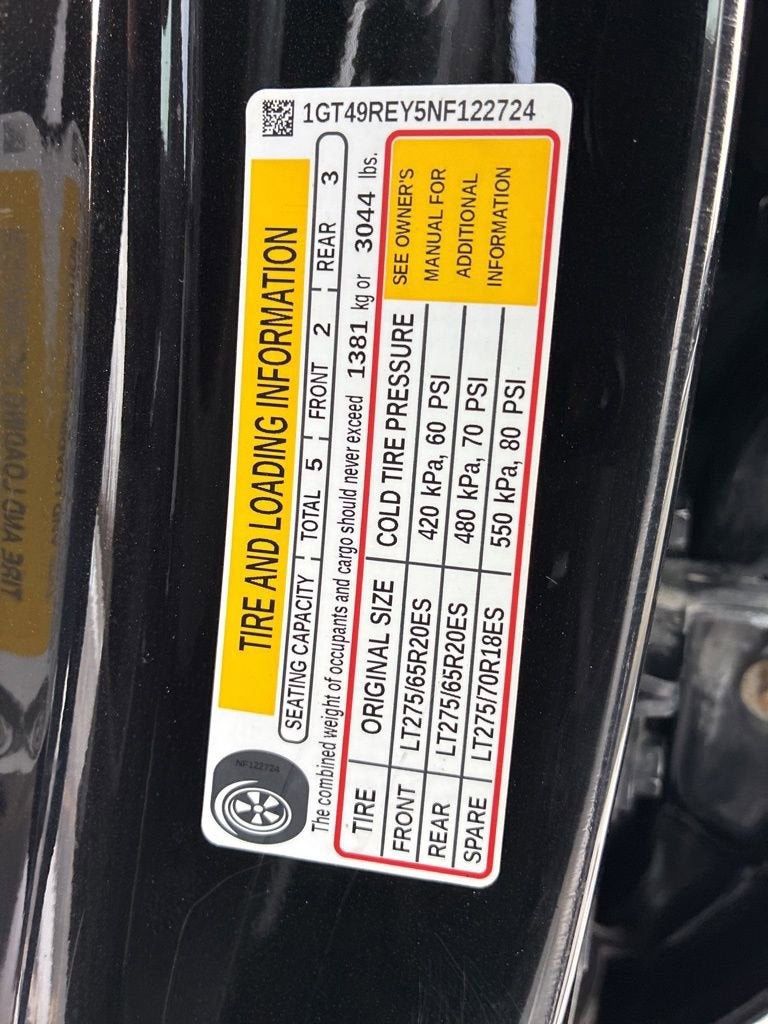 1GT49REY5NF122724
TIRE AND LOADING INFORMATION
SEATING CAPACITY TOTAL 5 FRONT 2 REAR 3
The combined weight of occupants and cargo should never exceed 1381 kg or 3044 lbs.
TIRE ORIGINAL SIZE COLD TIRE PRESSURE
FRONT LT275/65R20ES 420 kPa, 60 PSI
REAR LT275/65R20ES 480 kPa, 70 PSI
SPARE LT275/70R18ES 550 kPa, 80 PSI
SEE OWNER'S
MANUAL FOR
ADDITIONAL
INFORMATION
NF122724